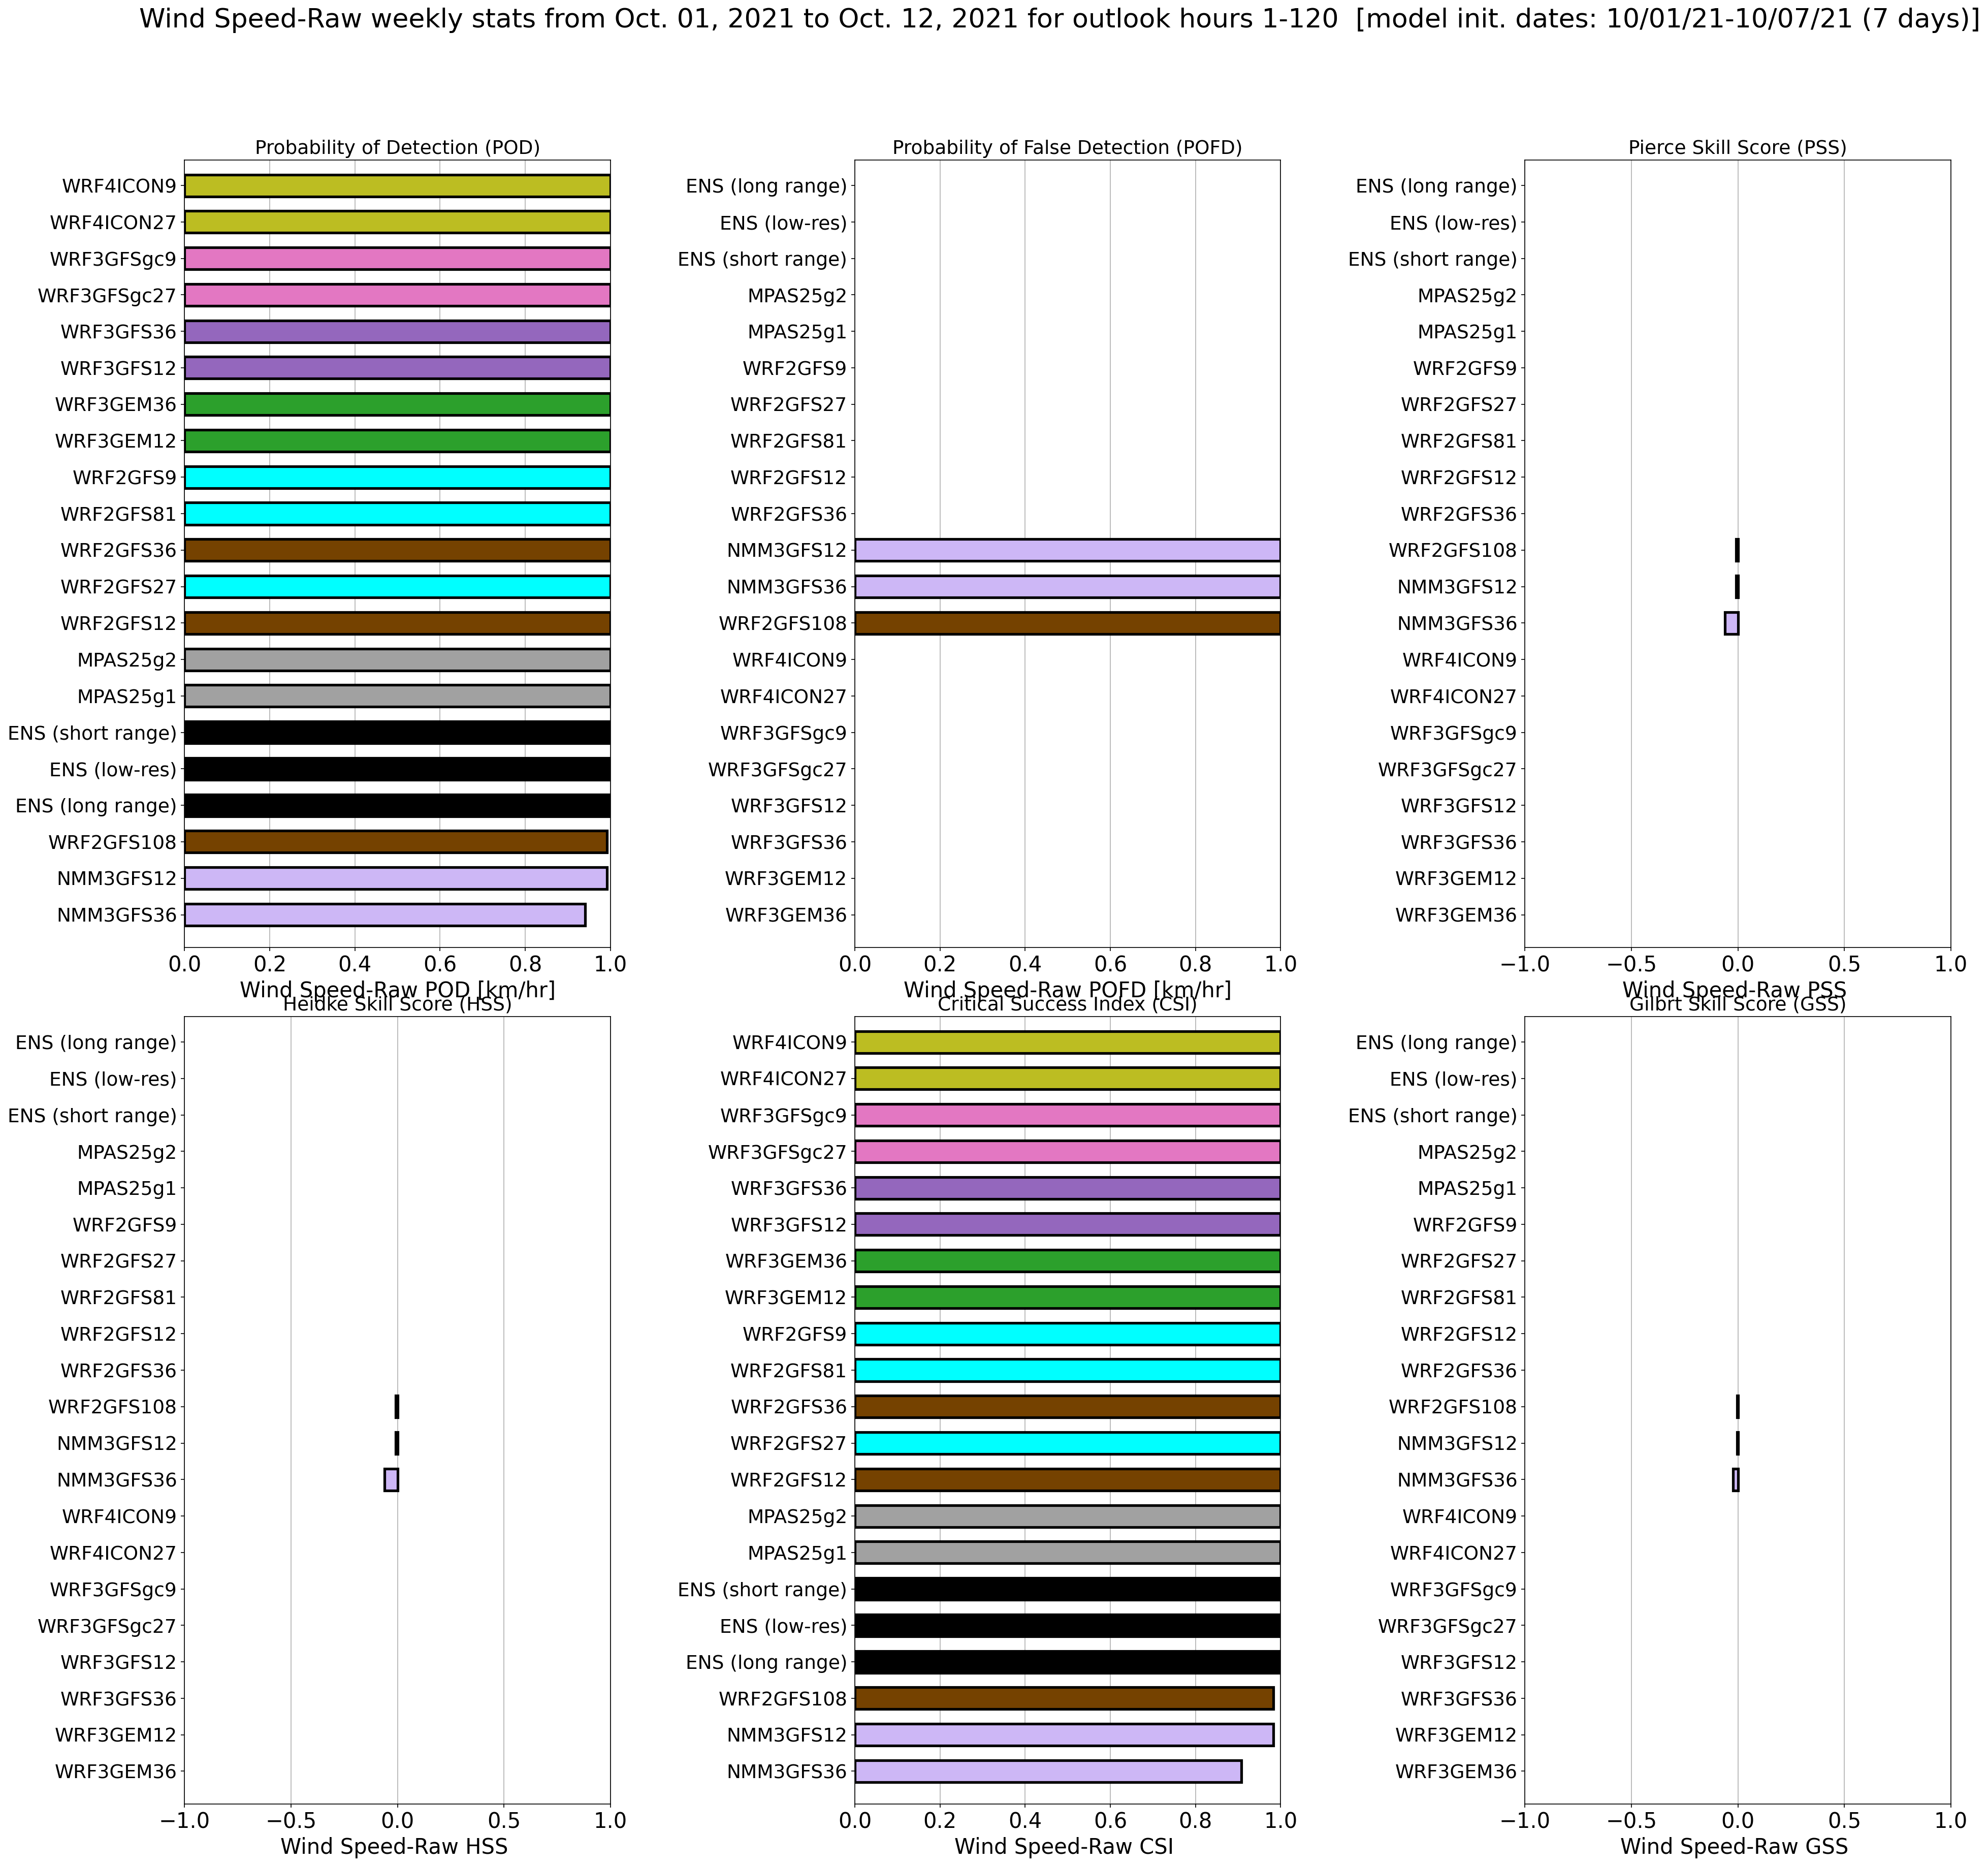 Wind Speed-Raw weekly stats from Oct. 01, 2021 to Oct. 12, 2021 for outlook hours 1-120  [model init. dates: 10/01/21-10/07/21 (7 days)]
Probability of Detection (POD)
WRF4ICON9
WRF4ICON27
WRF3GFSgc9
WRF3GFSgc27
WRF3GFS36
WRF3GFS12
WRF3GEM36
WRF3GEM12
WRF2GFS9
WRF2GFS81
WRF2GFS36
WRF2GFS27
WRF2GFS12
MPAS25g2
MPAS25g1
ENS (short range)
ENS (low-res)
ENS (long range)
WRF2GFS108
NMM3GFS12
NMM3GFS36
0.0 0.2 0.4 0.6 0.8 1.0
Wind Speed-Raw POD [km/hr]
Probability of False Detection (POFD)
ENS (long range)
ENS (low-res)
ENS (short range)
MPAS25g2
MPAS25g1
WRF2GFS9
WRF2GFS27
WRF2GFS81
WRF2GFS12
WRF2GFS36
NMM3GFS12
NMM3GFS36
WRF2GFS108
WRF4ICON9
WRF4ICON27
WRF3GFSgc9
WRF3GFSgc27
WRF3GFS12
WRF3GFS36
WRF3GEM12
WRF3GEM36
0.0 0.2 0.4 0.6 0.8 1.0
Wind Speed-Raw POFD [km/hr]
Pierce Skill Score (PSS)
ENS (long range)
ENS (low-res)
ENS (short range)
MPAS25g2
MPAS25g1
WRF2GFS9
WRF2GFS27
WRF2GFS81
WRF2GFS12
WRF2GFS36
WRF2GFS108
NMM3GFS12
NMM3GFS36
WRF4ICON9
WRF4ICON27
WRF3GFSgc9
WRF3GFSgc27
WRF3GFS12
WRF3GFS36
WRF3GEM12
WRF3GEM36
−1.0 −0.5 0.0 0.5 1.0
Wind Speed-Raw PSS
Heidke Skill Score (HSS)
ENS (long range)
ENS (low-res)
ENS (short range)
MPAS25g2
MPAS25g1
WRF2GFS9
WRF2GFS27
WRF2GFS81
WRF2GFS12
WRF2GFS36
WRF2GFS108
NMM3GFS12
NMM3GFS36
WRF4ICON9
WRF4ICON27
WRF3GFSgc9
WRF3GFSgc27
WRF3GFS12
WRF3GFS36
WRF3GEM12
WRF3GEM36
−1.0 −0.5 0.0 0.5 1.0
Wind Speed-Raw HSS
Critical Success Index (CSI)
WRF4ICON9
WRF4ICON27
WRF3GFSgc9
WRF3GFSgc27
WRF3GFS36
WRF3GFS12
WRF3GEM36
WRF3GEM12
WRF2GFS9
WRF2GFS81
WRF2GFS36
WRF2GFS27
WRF2GFS12
MPAS25g2
MPAS25g1
ENS (short range)
ENS (low-res)
ENS (long range)
WRF2GFS108
NMM3GFS12
NMM3GFS36
0.0 0.2 0.4 0.6 0.8 1.0
Wind Speed-Raw CSI
Gilbrt Skill Score (GSS)
ENS (long range)
ENS (low-res)
ENS (short range)
MPAS25g2
MPAS25g1
WRF2GFS9
WRF2GFS27
WRF2GFS81
WRF2GFS12
WRF2GFS36
WRF2GFS108
NMM3GFS12
NMM3GFS36
WRF4ICON9
WRF4ICON27
WRF3GFSgc9
WRF3GFSgc27
WRF3GFS12
WRF3GFS36
WRF3GEM12
WRF3GEM36
−1.0 −0.5 0.0 0.5 1.0
Wind Speed-Raw GSS